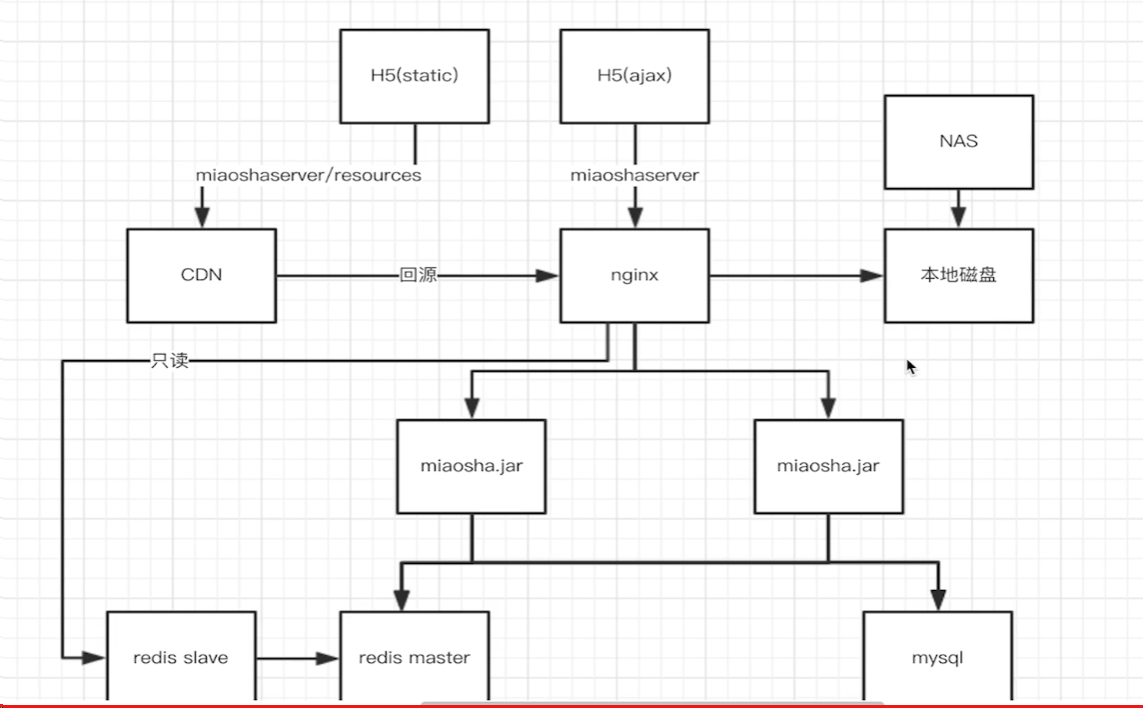 H5(static)
H5(ajax)
NAS
miaoshaserver/resources
miaoshaserver
CDN
回源
nginx
本地磁盘
只读
miaosha.jar
miaosha.jar
redis slave
redis master
mysql